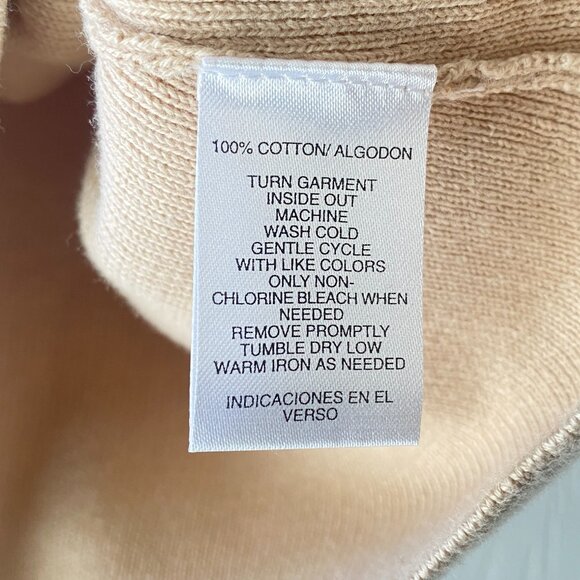 100% COTTON/ ALGODON
TURN GARMENT
INSIDE OUT
MACHINE
WASH COLD
GENTLE CYCLE
WITH LIKE COLORS
ONLY NON-
CHLORINE BLEACH WHEN
NEEDED
REMOVE PROMPTLY
TUMBLE DRY LOW
WARM IRON AS NEEDED
INDICACIONES EN EL
VERSO